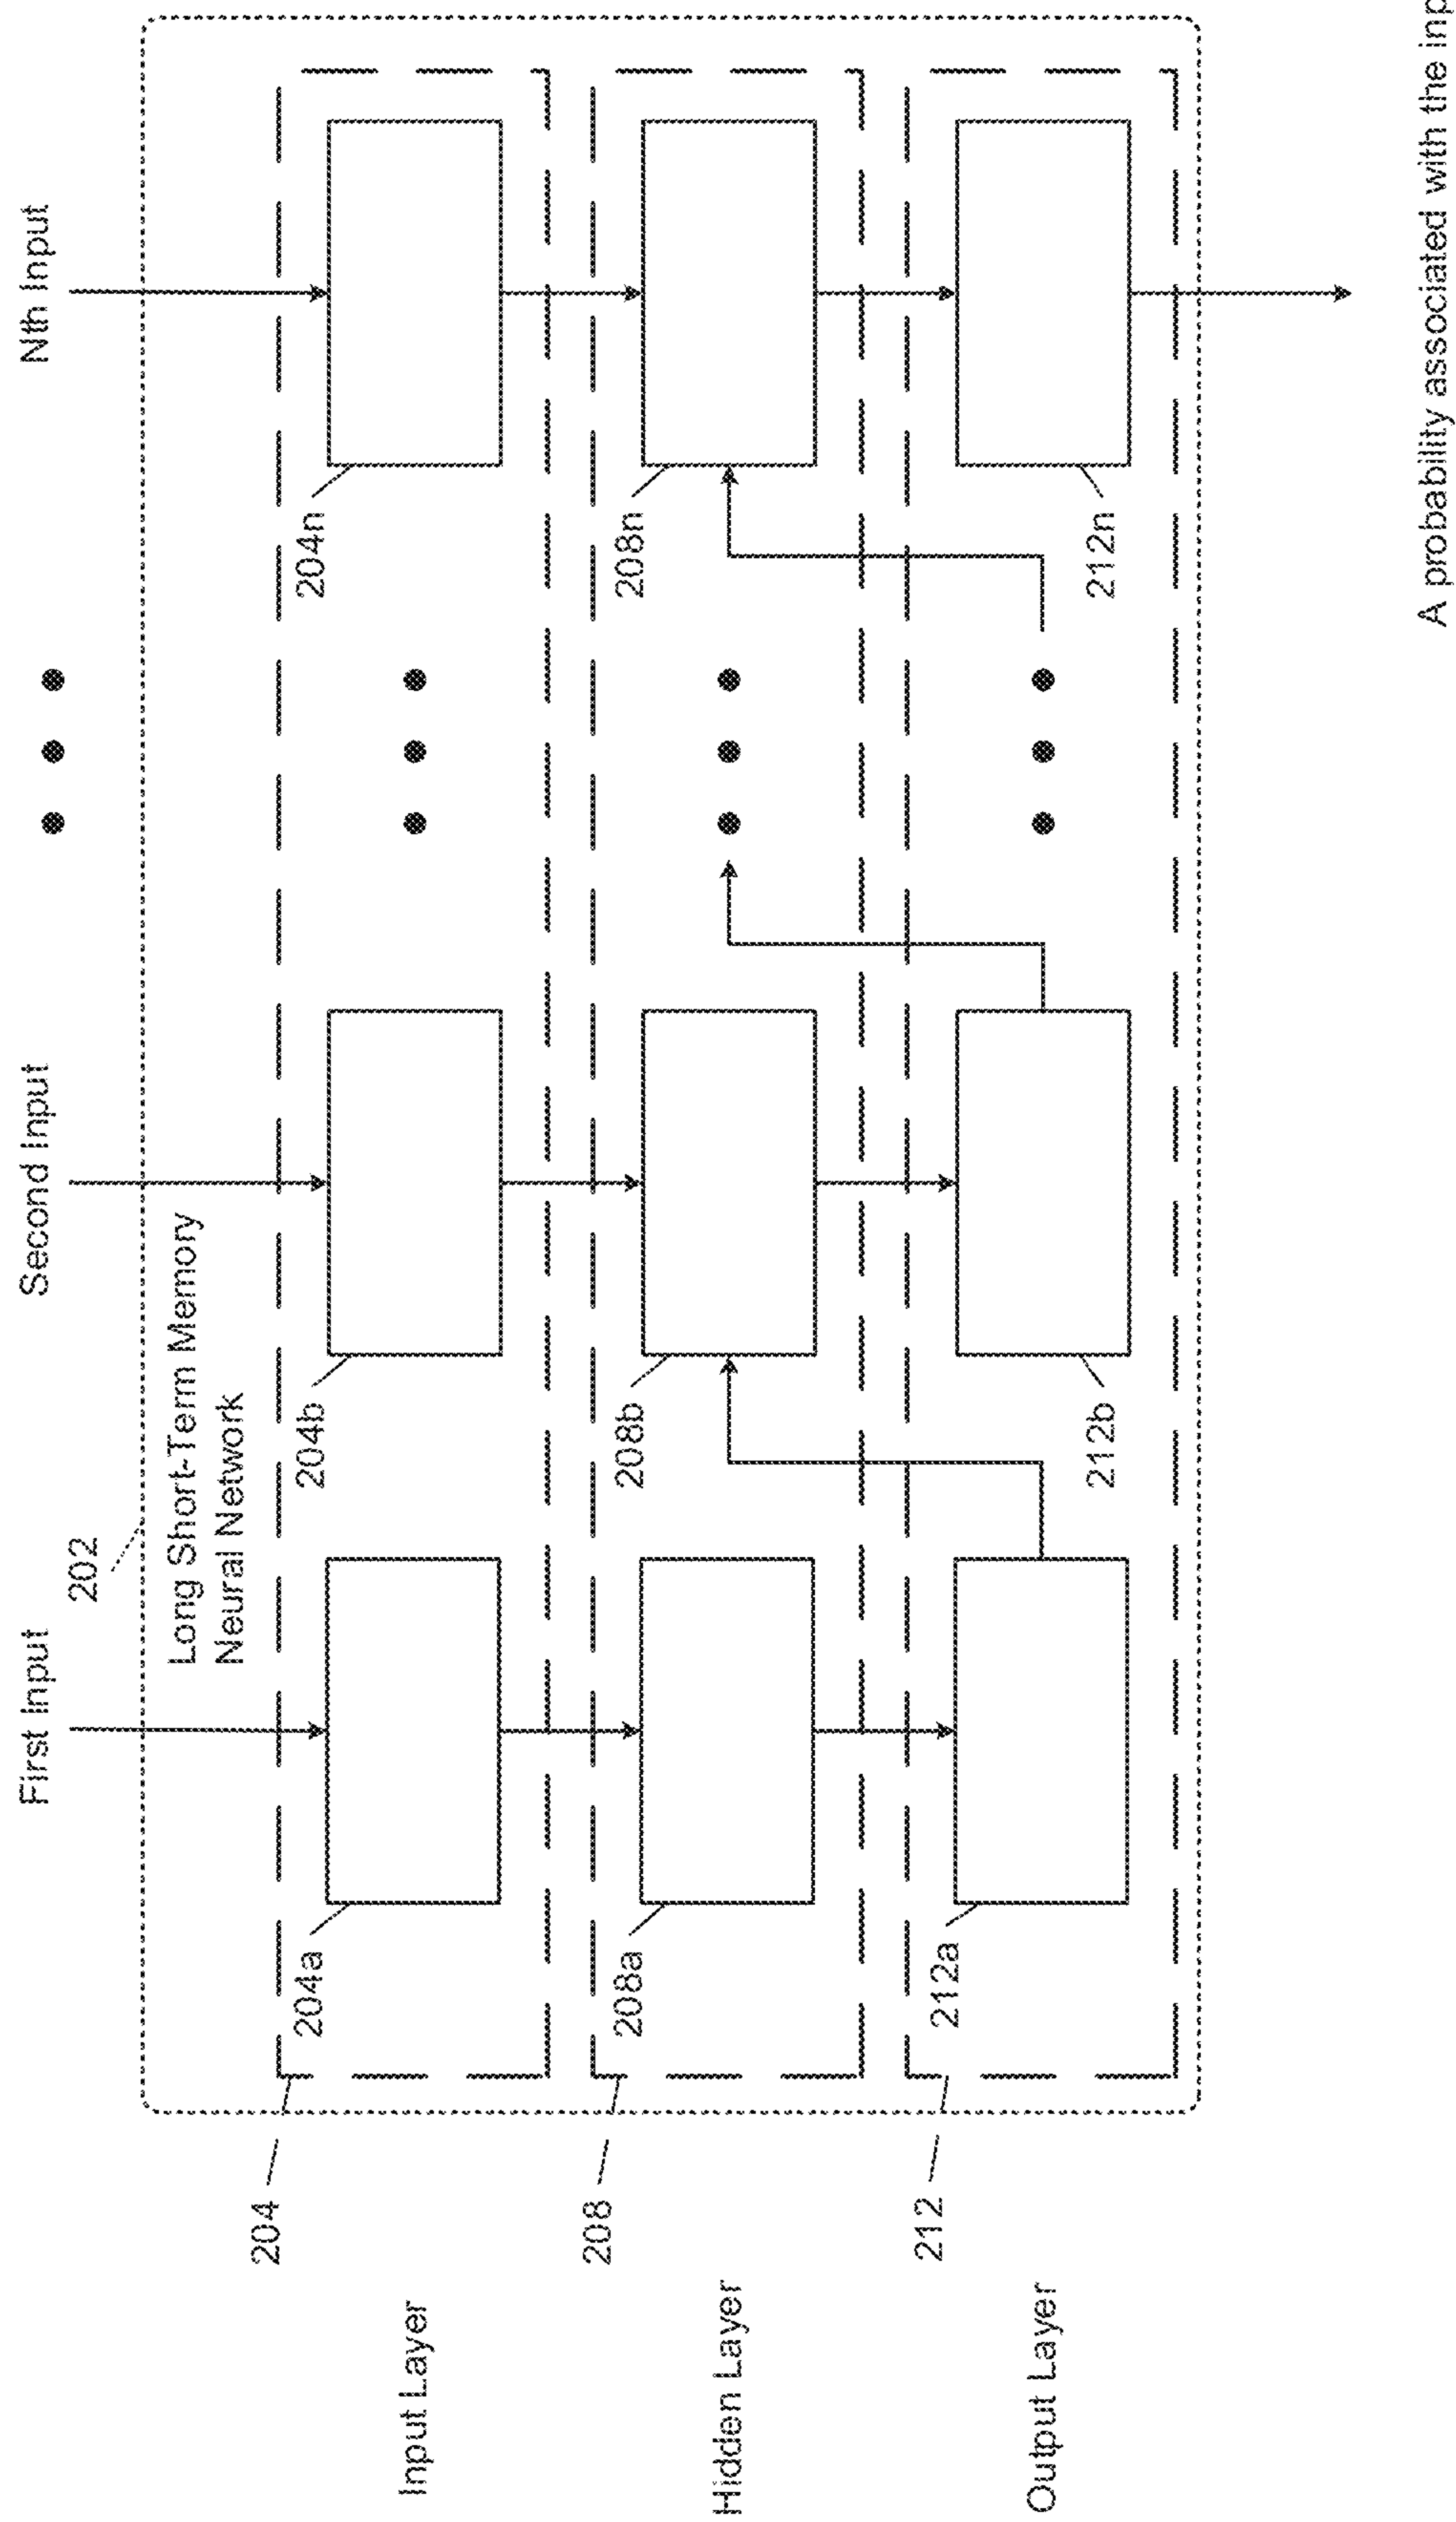 First Input
Second Input
Nth Input
202
Long Short-Term Memory
Neural Network
204
Input Layer
204a
204b
204n
208
Hidden Layer
208a
208b
208n
212
Output Layer
212a
212b
212n
A probability associated with the inp